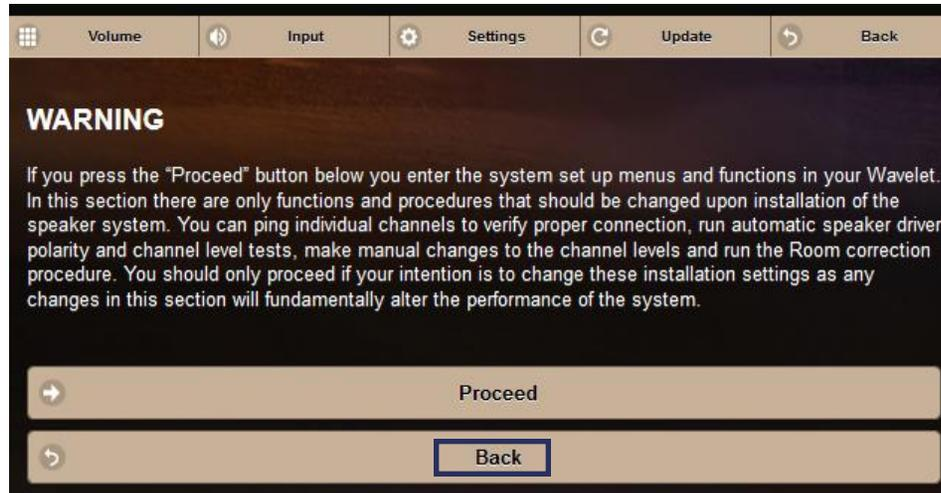 Volume Input Settings Update Back
WARNING
If you press the “Proceed” button below you enter the system set up menus and functions in your Wavelet.
In this section there are only functions and procedures that should be changed upon installation of the
speaker system. You can ping individual channels to verify proper connection, run automatic speaker driver
polarity and channel level tests, make manual changes to the channel levels and run the Room correction
procedure. You should only proceed if your intention is to change these installation settings as any
changes in this section will fundamentally alter the performance of the system.
Proceed
Back